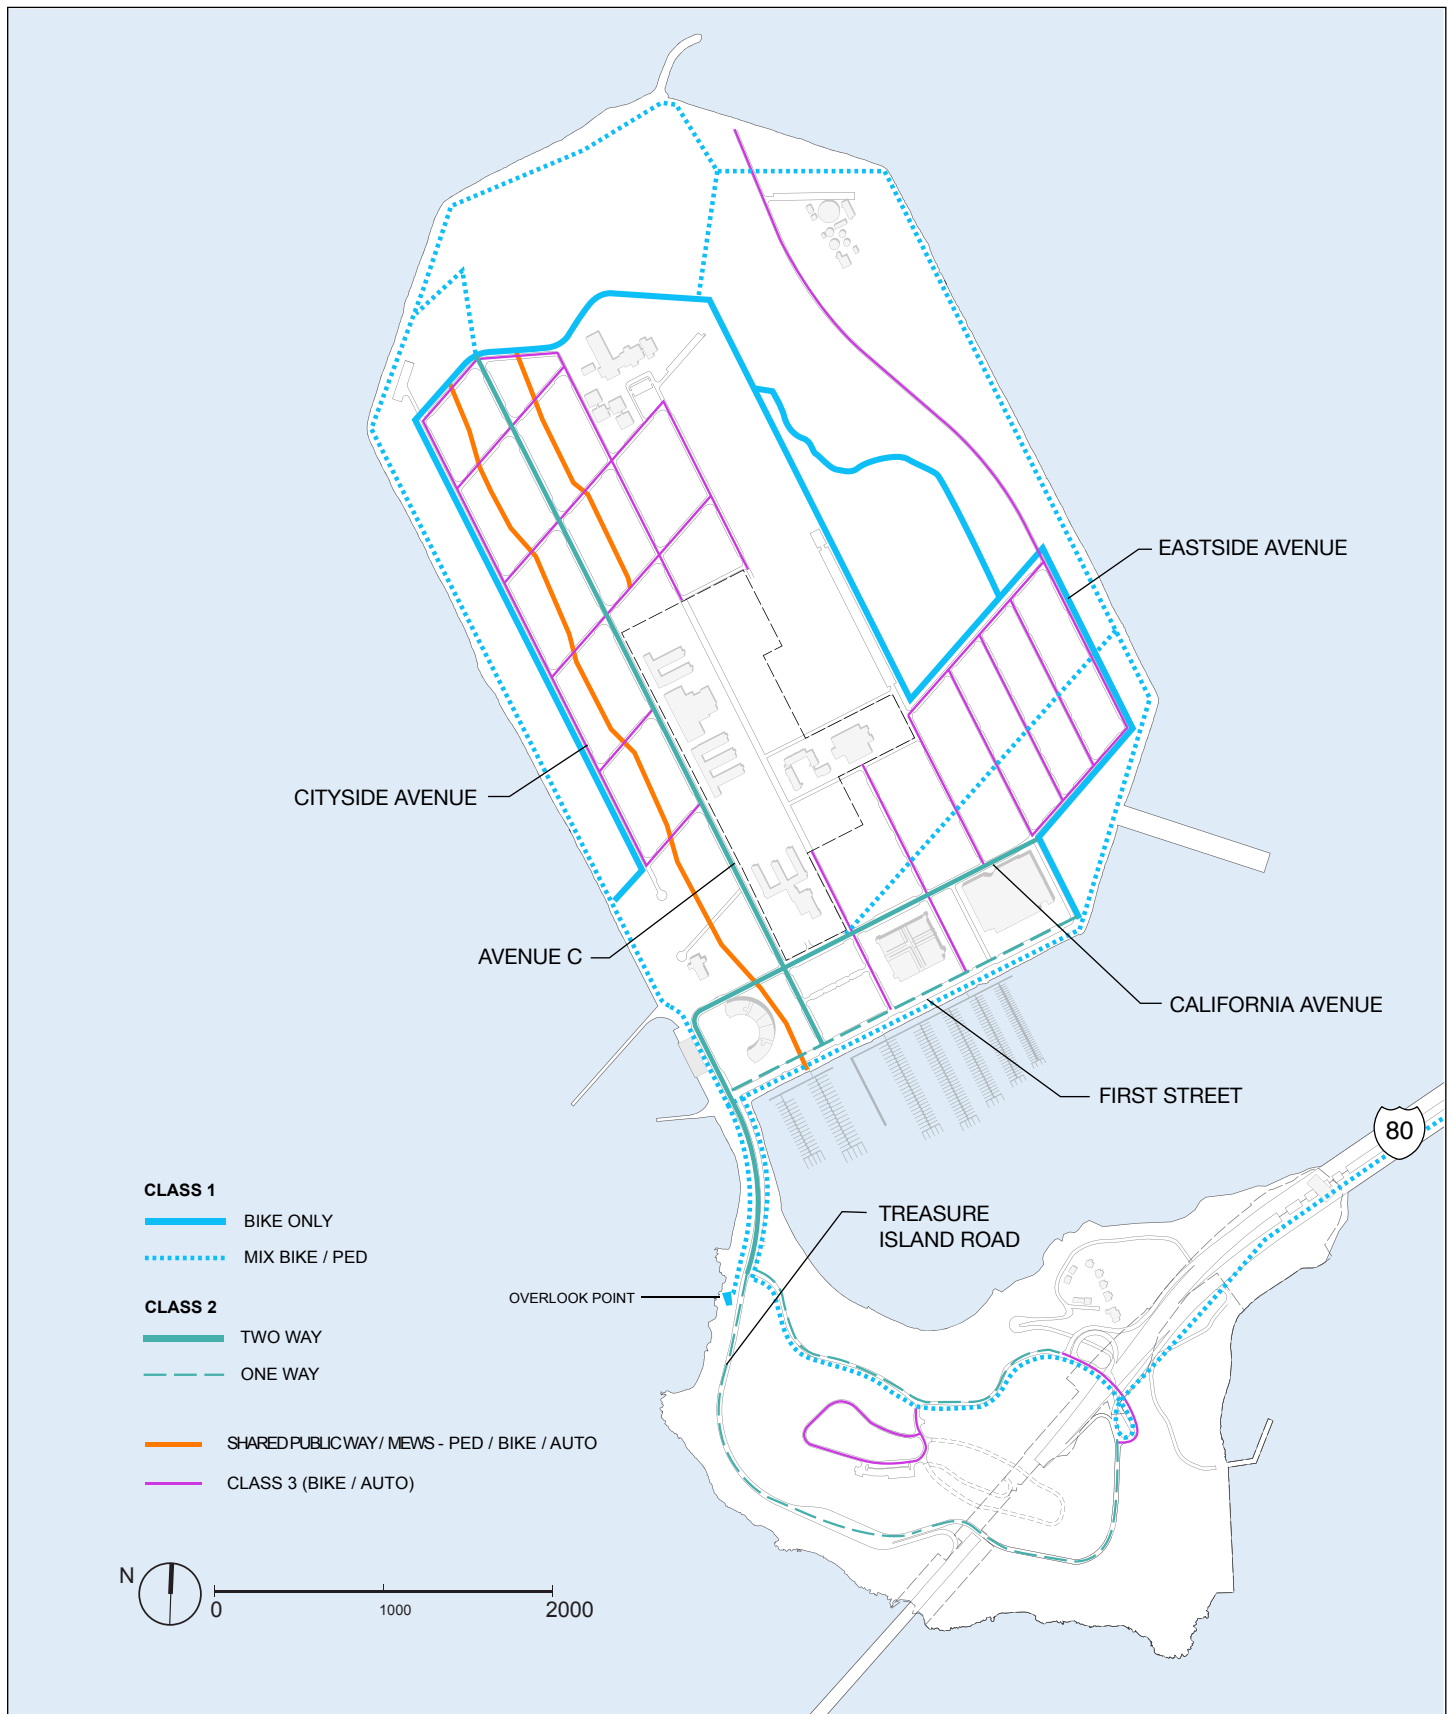 EASTSIDE AVENUE
CITYSIDE AVENUE
AVENUE C
CALIFORNIA AVENUE
FIRST STREET
80
TREASURE
ISLAND ROAD
OVERLOOK POINT
CLASS 1
BIKE ONLY
MIX BIKE / PED
CLASS 2
TWO WAY
ONE WAY
SHARED PUBLIC WAY / MEWS - PED / BIKE / AUTO
CLASS 3 (BIKE / AUTO)
N
0
1000
2000